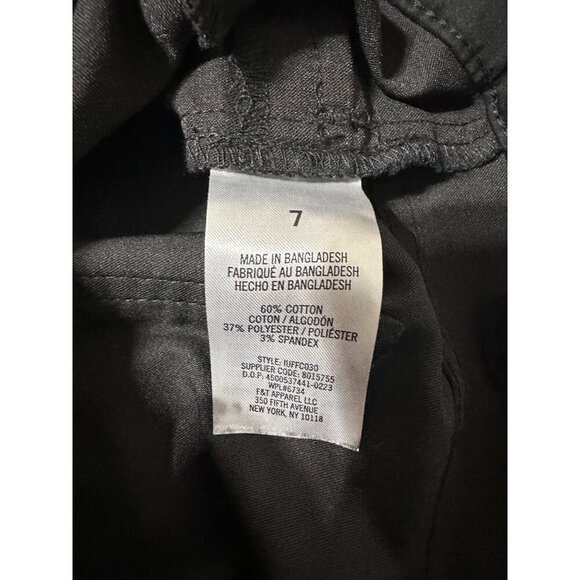 7
MADE IN BANGLADESH
FABRIQUÉ AU BANGLADESH
HECHO EN BANGLADESH
60% COTTON
COTON / ALGODÓN
37% POLYESTER / POLIÉSTER
3% SPANDEX
STYLE: IUFFC030
SUPPLIER CODE: 8015755
D.O.P: 4500537441-0223
WPL#6734
F&T APPAREL LLC
350 FIFTH AVENUE
NEW YORK, NY 10118